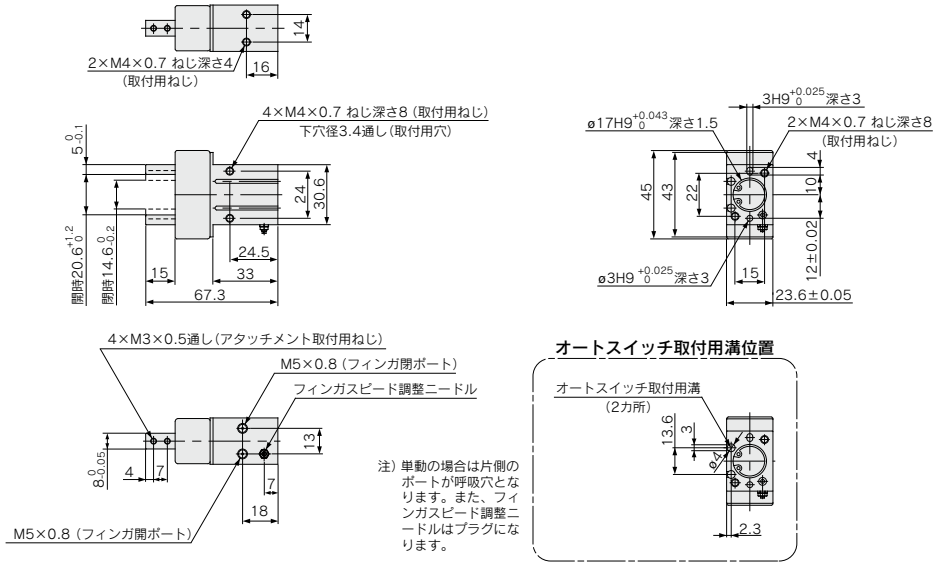 14
2×M4×0.7 ねじ深さ4
(取付用ねじ)
16
4×M4×0.7 ねじ深さ8 (取付用ねじ)
下穴径3.4通し(取付用穴)
5 0 -0.1
開時20.6 +1.2 0
閉時14.6 0 -0.2
24
30.6
24.5
15
33
67.3
3H9 +0.025 0 深さ3
ø17H9 +0.043 0 深さ1.5
2×M4×0.7 ねじ深さ8
(取付用ねじ)
4
10
45
43
22
12±0.02
ø3H9 +0.025 0 深さ3
15
23.6±0.05
4×M3×0.5通し(アタッチメント取付用ねじ)
M5×0.8 (フィンガ閉ポート)
フィンガスピード調整ニードル
8 0 -0.05
4
7
13
7
18
M5×0.8 (フィンガ開ポート)
注) 単動の場合は片側の
ポートが呼吸穴とな
ります。また、フィ
ンガスピード調整ニ
ードルはプラグにな
ります。
オートスイッチ取付用溝位置
オートスイッチ取付用溝
(2カ所)
13.6
3
ø4
2.3